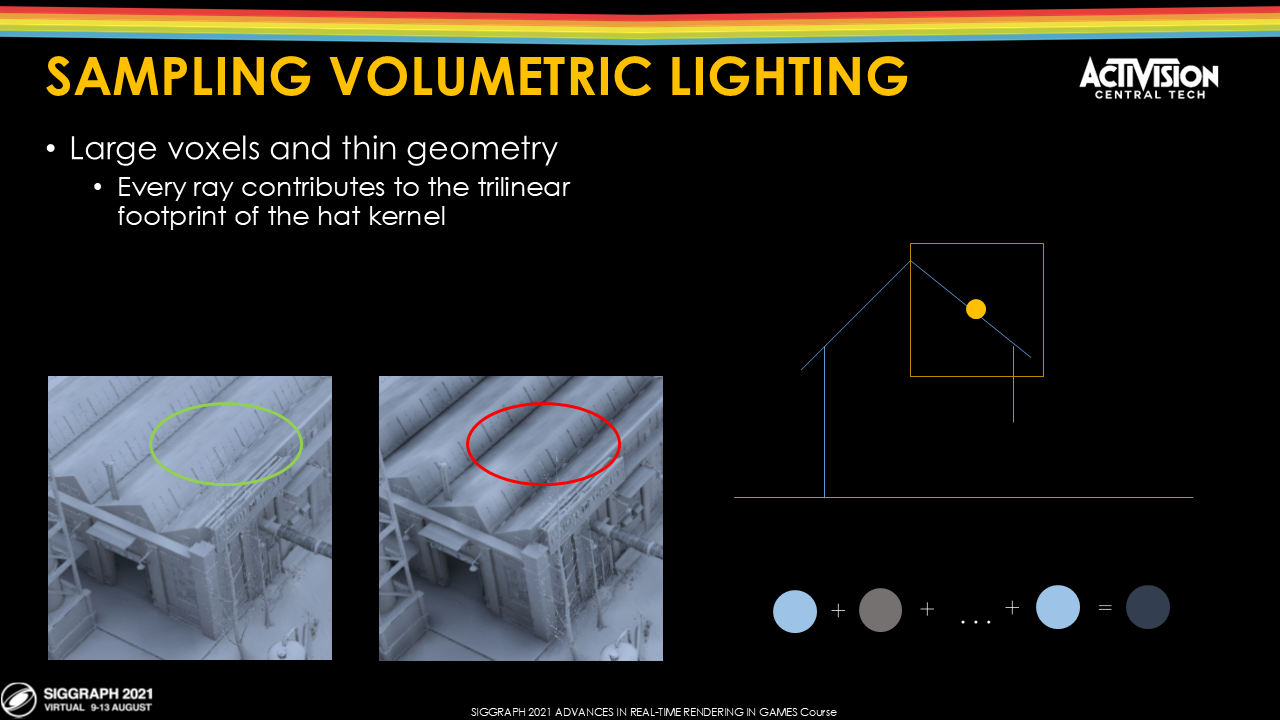 SAMPLING VOLUMETRIC LIGHTING
ACTIVISION
CENTRAL TECH
• Large voxels and thin geometry
• Every ray contributes to the trilinear
footprint of the hat kernel
+ + ... + =
SIGGRAPH 2021
VIRTUAL 9-13 AUGUST
SIGGRAPH 2021 ADVANCES IN REAL-TIME RENDERING IN GAMES Course